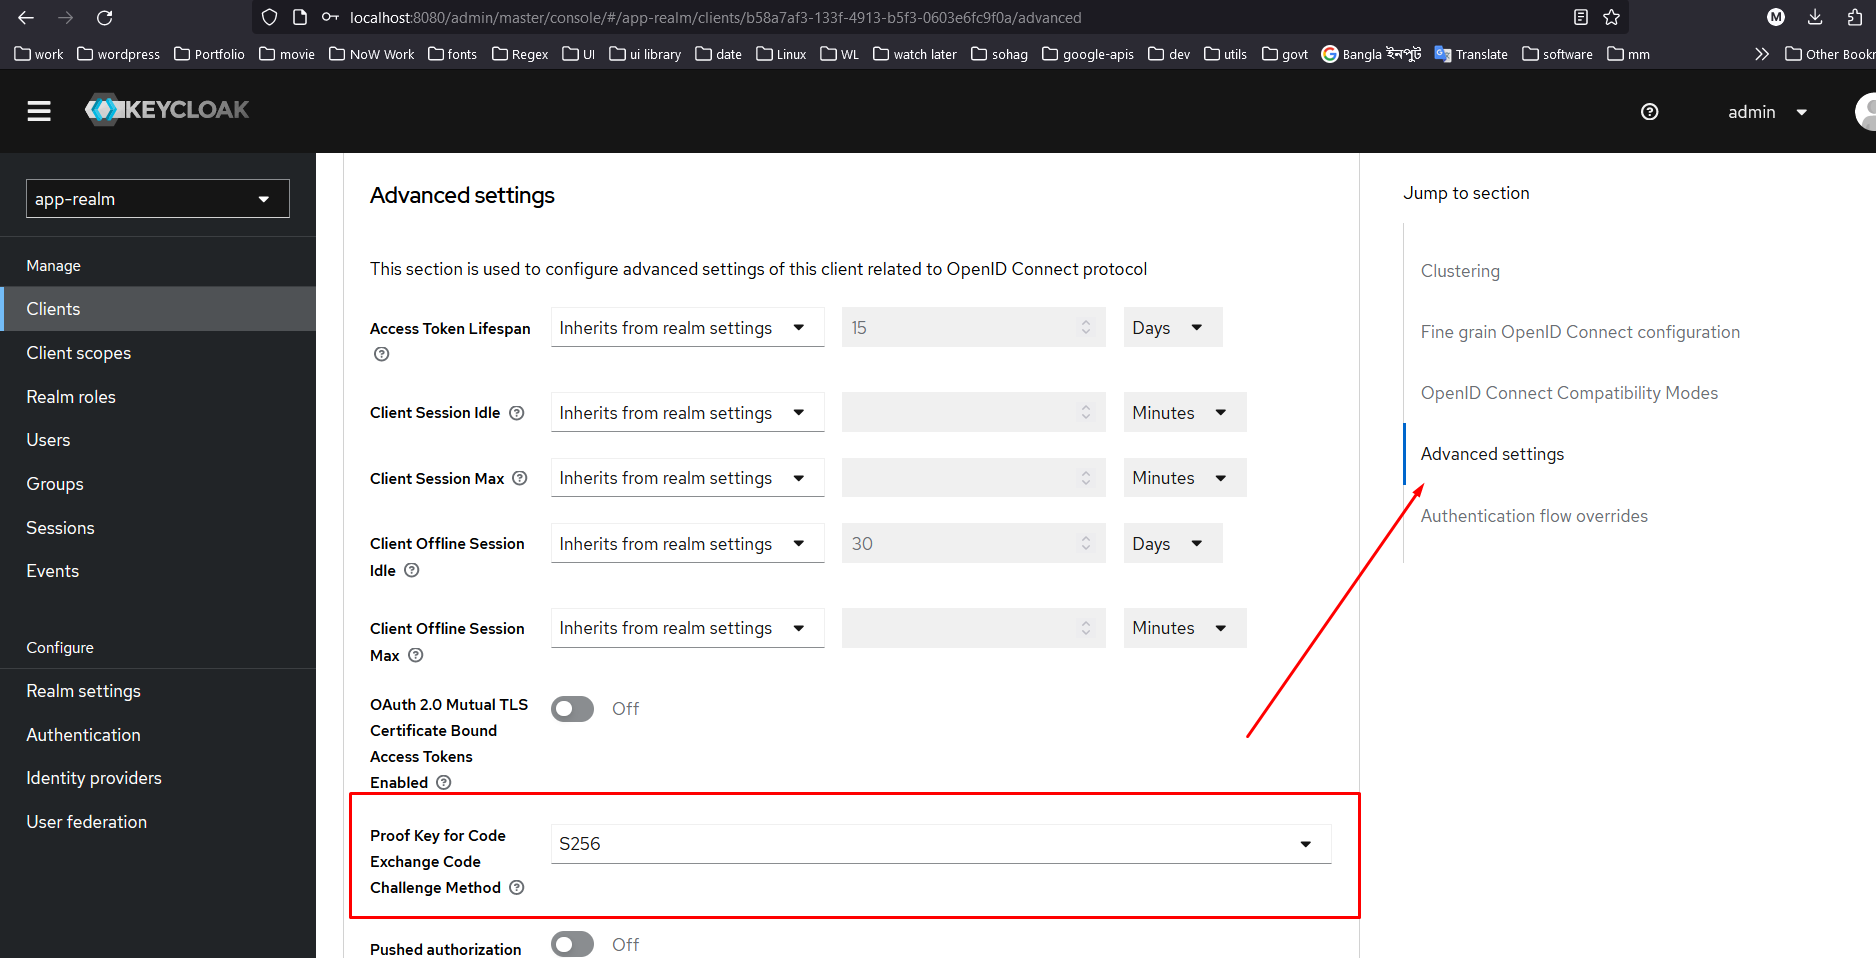 localhost:8080/admin/master/console/#/app-realm/clients/b58a7af3-133f-4913-b5f3-0603e6fc9f0a/advanced
M
work wordpress Portfolio movie NoW Work fonts Regex UI ui library date Linux WL watch later sohag google-apis dev utils govt Bangla ইনপুট Translate software mm Other Bookr
KEYCLOAK
admin
app-realm
Manage
Clients
Client scopes
Realm roles
Users
Groups
Sessions
Events
Configure
Realm settings
Authentication
Identity providers
User federation
Advanced settings
This section is used to configure advanced settings of this client related to OpenID Connect protocol
Access Token Lifespan Inherits from realm settings 15 Days
Client Session Idle Inherits from realm settings Minutes
Client Session Max Inherits from realm settings Minutes
Client Offline Session Inherits from realm settings 30 Days
Idle
Client Offline Session Inherits from realm settings Minutes
Max
OAuth 2.0 Mutual TLS Off
Certificate Bound
Access Tokens
Enabled
Proof Key for Code S256
Exchange Code
Challenge Method
Pushed authorization Off
Jump to section
Clustering
Fine grain OpenID Connect configuration
OpenID Connect Compatibility Modes
Advanced settings
Authentication flow overrides